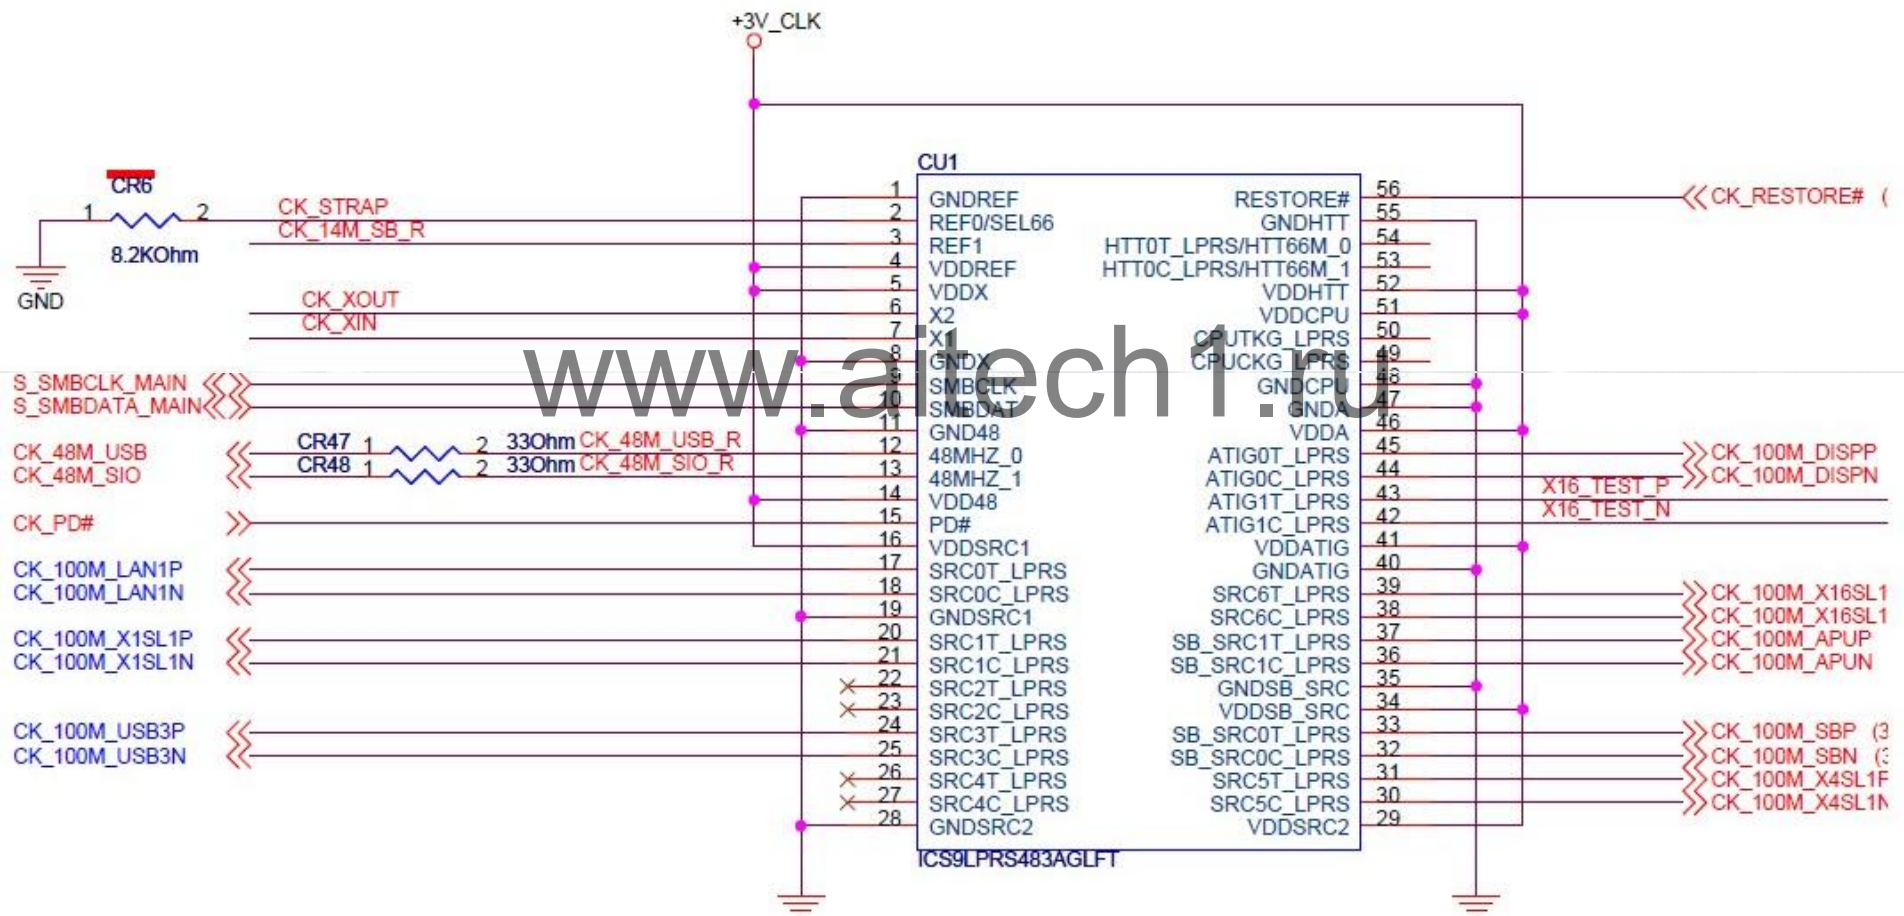 +3V_CLK
CU1
CR6
1 2 CK_STRAP
CK_14M_SB_R
8.2KOhm
GND
CK_XOUT
CK_XIN
S_SMBCLK_MAIN
S_SMBDATA_MAIN
CK_48M_USB CR47 1 2 33Ohm CK_48M_USB_R
CK_48M_SIO CR48 1 2 33Ohm CK_48M_SIO_R
CK_PD#
CK_100M_LAN1P
CK_100M_LAN1N
CK_100M_X1SL1P
CK_100M_X1SL1N
CK_100M_USB3P
CK_100M_USB3N
1 GNDREF RESTORE# 56 CK_RESTORE# (
2 REF0/SEL66 GNDHTT 55
3 REF1 HTT0T_LPRS/HTT66M_0 54
4 VDDREF HTT0C_LPRS/HTT66M_1 53
5 VDDX VDDHTT 52
6 X2 VDDCPU 51
7 X1 CPUTKG_LPRS 50
8 GNDX CPUCKG_LPRS 49
9 SMBCLK GNDCPU 48
10 SMBDAT GNDA 47
11 GND48 VDDA 46
12 48MHZ_0 ATIG0T_LPRS 45 CK_100M_DISPP
13 48MHZ_1 ATIG0C_LPRS 44 CK_100M_DISPN
14 VDD48 ATIG1T_LPRS 43 X16_TEST_P
15 PD# ATIG1C_LPRS 42 X16_TEST_N
16 VDDSRC1 VDDATIG 41
17 SRC0T_LPRS GNDATIG 40
18 SRC0C_LPRS SRC6T_LPRS 39 CK_100M_X16SL1
19 GNDSRC1 SRC6C_LPRS 38 CK_100M_X16SL1
20 SRC1T_LPRS SB_SRC1T_LPRS 37 CK_100M_APUP
21 SRC1C_LPRS SB_SRC1C_LPRS 36 CK_100M_APUN
22 SRC2T_LPRS GNDSB_SRC 35
23 SRC2C_LPRS VDDSB_SRC 34
24 SRC3T_LPRS SB_SRC0T_LPRS 33 CK_100M_SBP (3
25 SRC3C_LPRS SB_SRC0C_LPRS 32 CK_100M_SBN (3
26 SRC4T_LPRS SRC5T_LPRS 31 CK_100M_X4SL1P
27 SRC4C_LPRS SRC5C_LPRS 30 CK_100M_X4SL1N
28 GNDSRC2 VDDSRC2 29
ICS9LPRS483AGLFT
www.aitech1.ru